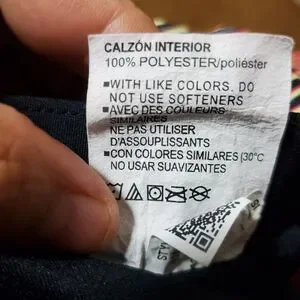 CALZÓN INTERIOR
100% POLYESTER/poliéster
■WITH LIKE COLORS. DO
NOT USE SOFTENERS
■AVEC DES COULEURS
SIMILAIRES
NE PAS UTILISER
D'ASSOUPLISSANTS
■CON COLORES SIMILARES (30°C
NO USAR SUAVIZANTES